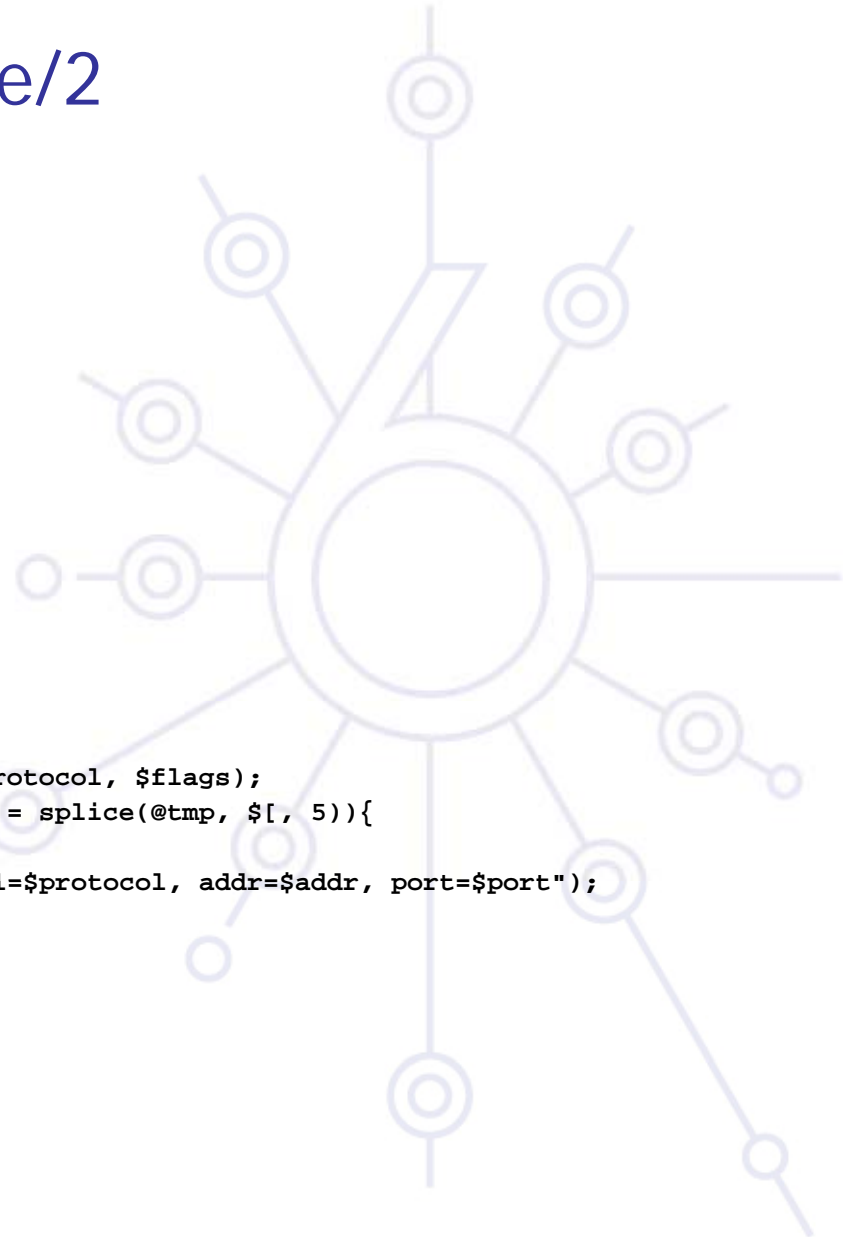 e/2
rotocol, $flags);
= splice(@tmp, $[, 5)){
l=$protocol, addr=$addr, port=$port");